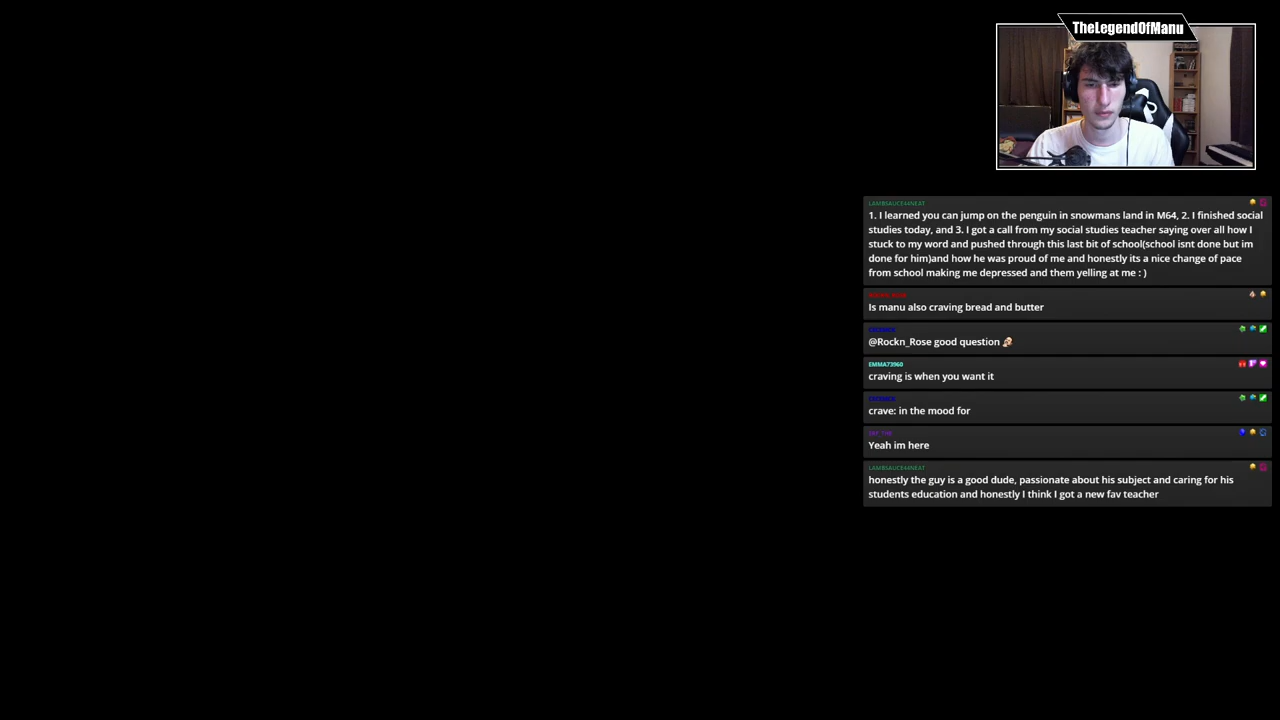 TheLegendOfManu
LAMBSAUCE44NEAT
1. I learned you can jump on the penguin in snowmans land in M64, 2. I finished social
studies today, and 3. I got a call from my social studies teacher saying over all how I
stuck to my word and pushed through this last bit of school(school isnt done but im
done for him)and how he was proud of me and honestly its a nice change of pace
from school making me depressed and them yelling at me : )
Is manu also craving bread and butter
@Rockn_Rose good question
EMMA73960
craving is when you want it
crave: in the mood for
Yeah im here
LAMBSAUCE44NEAT
honestly the guy is a good dude, passionate about his subject and caring for his
students education and honestly I think I got a new fav teacher